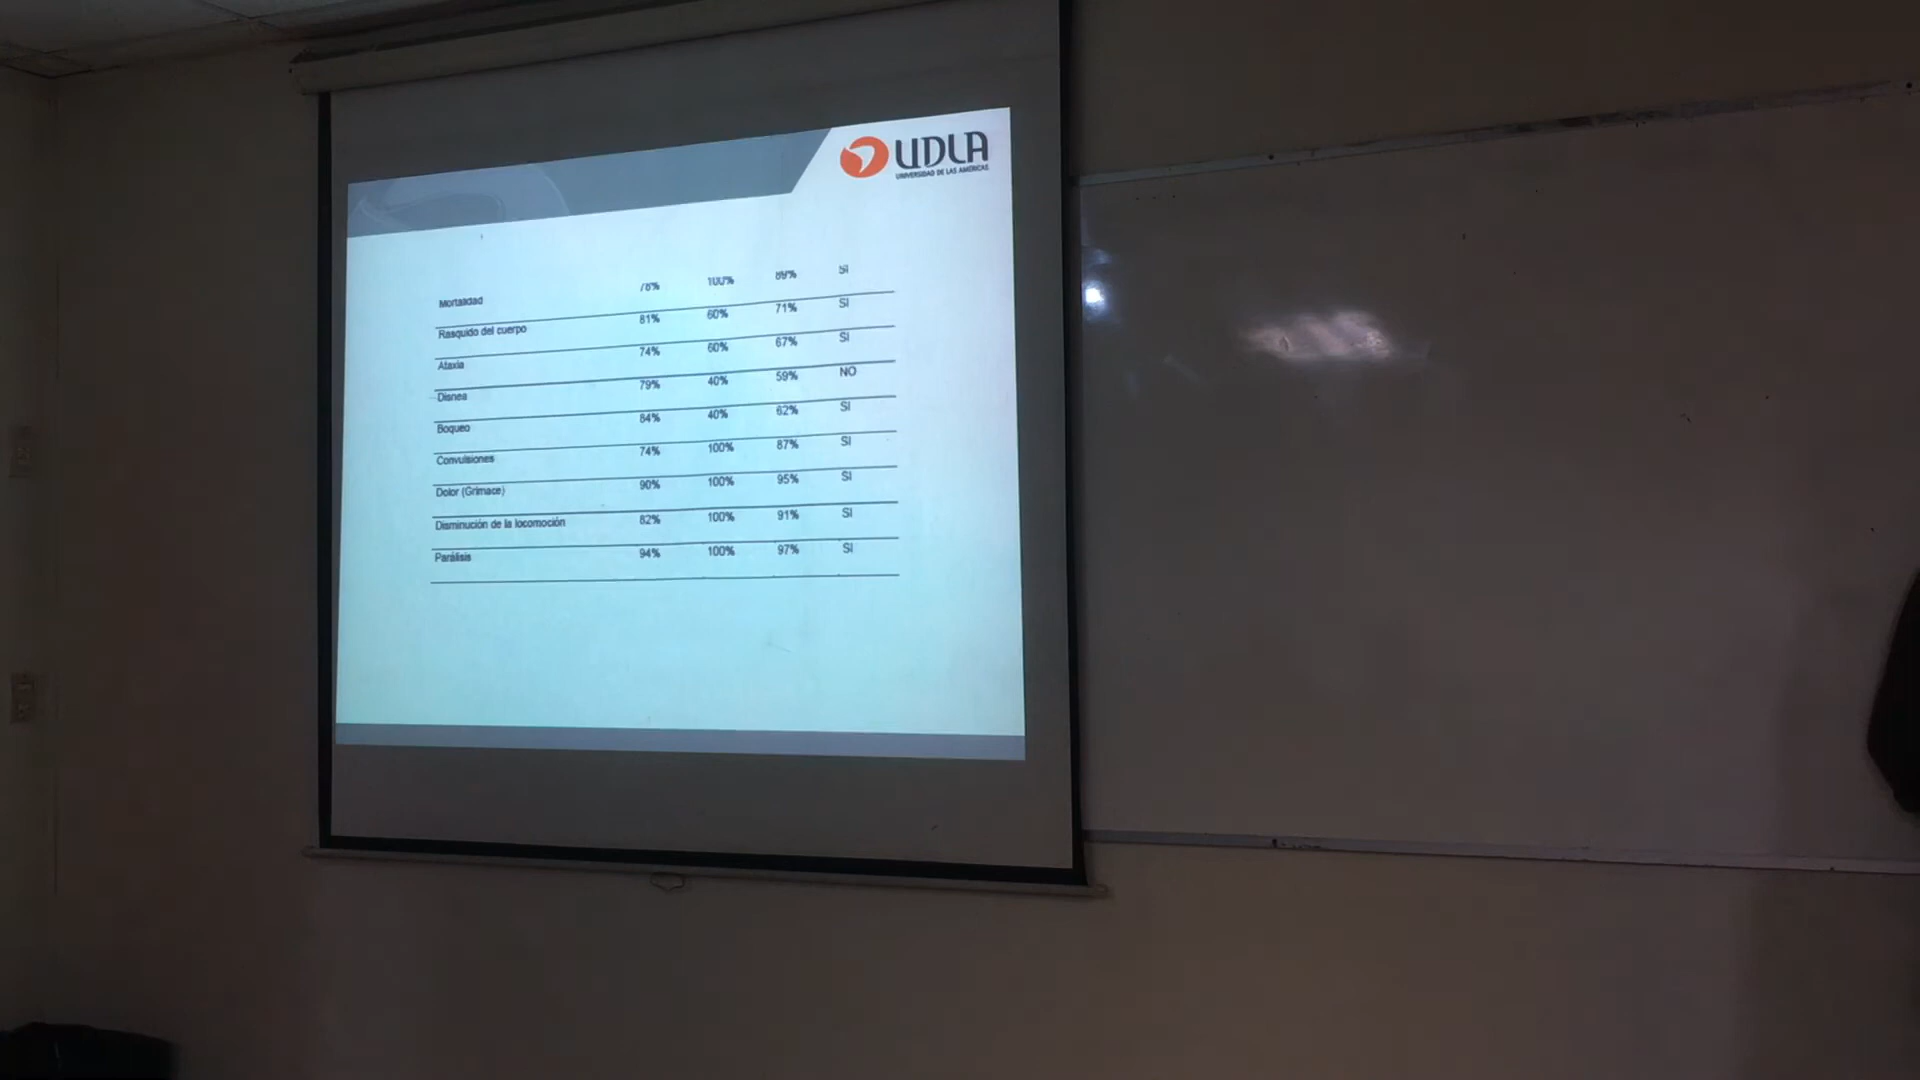 UDLA
UNIVERSIDAD DE LAS AMÉRICAS
Mortalidad 78% 100% 89% SI
Rasquido del cuerpo 81% 60% 71% SI
Ataxia 74% 60% 67% SI
Disnea 79% 40% 59% NO
Boqueo 84% 40% 62% SI
Convulsiones 74% 100% 87% SI
Dolor (Grimace) 90% 100% 95% SI
Disminución de la locomoción 82% 100% 91% SI
Parálisis 94% 100% 97% SI